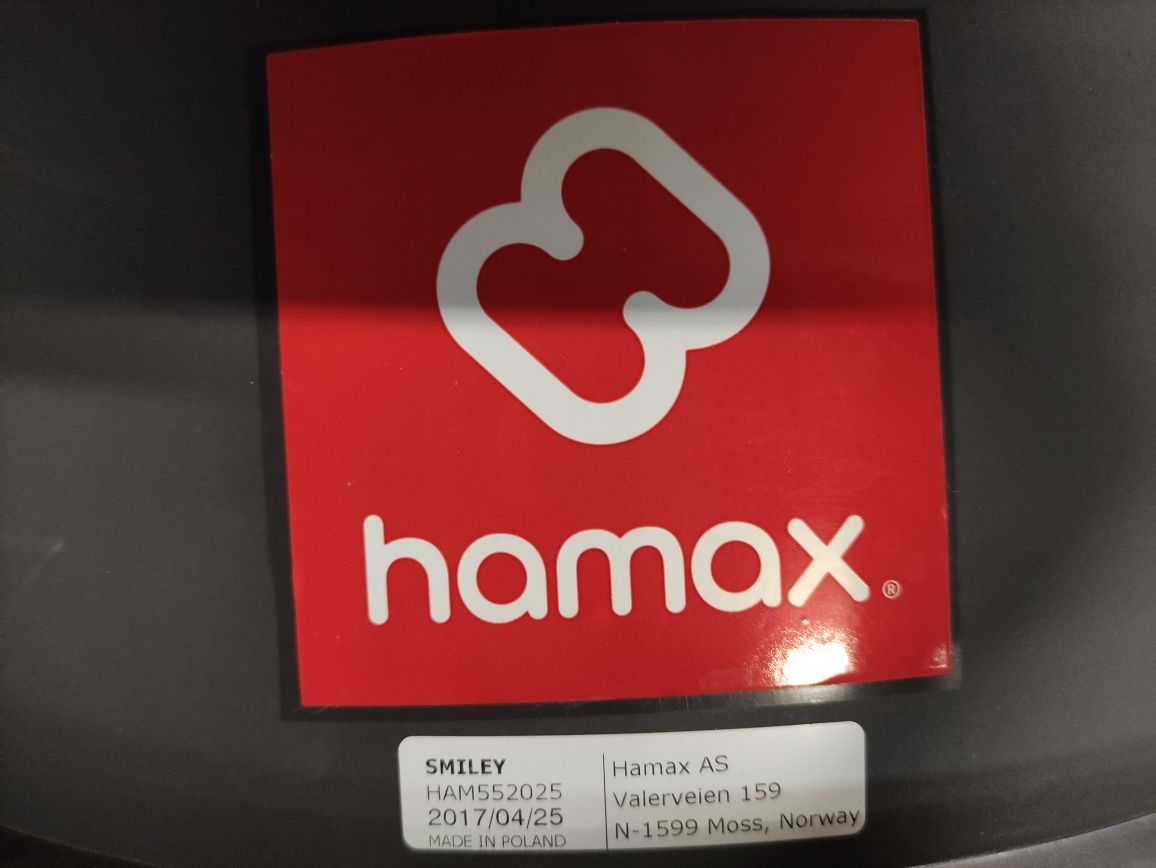 hamax®
SMILEY
HAM552025
2017/04/25
MADE IN POLAND
Hamax AS
Valerveien 159
N-1599 Moss, Norway